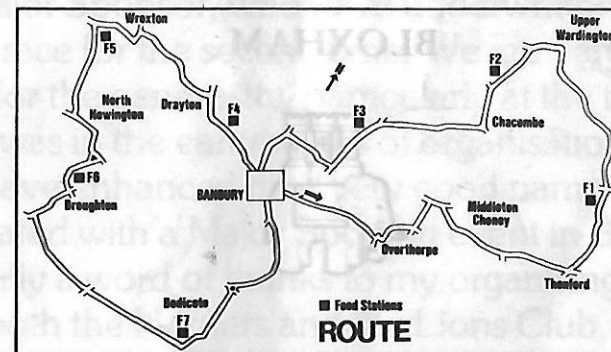 Wroxton
Upper
Wardington
F5
F2
North
Newington
Drayton
F4
F3
Chacombe
N
F6
BANBURY
F1
Broughton
Middleton
Cheney
Overthorpe
Thenford
Bodicote
F7
Food Stations
ROUTE